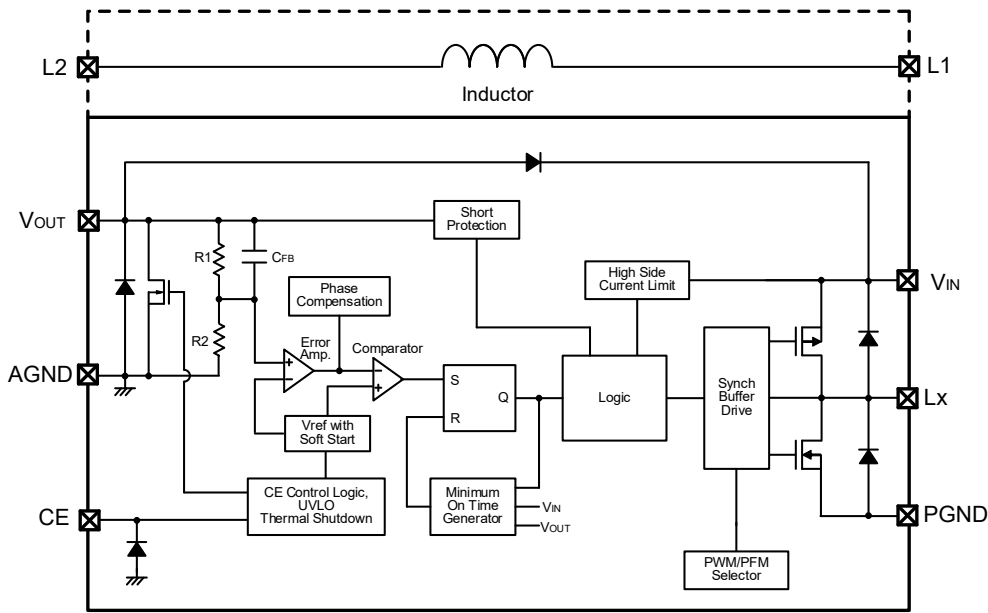 L2
L1
Inductor
VOUT
Short
Protection
R1
CFB
High Side
Current Limit
VIN
Phase
Compensation
R2
Error
Amp.
Comparator
AGND
+
−
−
+
S
Q
R
Logic
Synch
Buffer
Drive
Lx
Vref with
Soft Start
CE Control Logic,
UVLO
Thermal Shutdown
Minimum
On Time
Generator
VIN
VOUT
CE
PGND
PWM/PFM
Selector